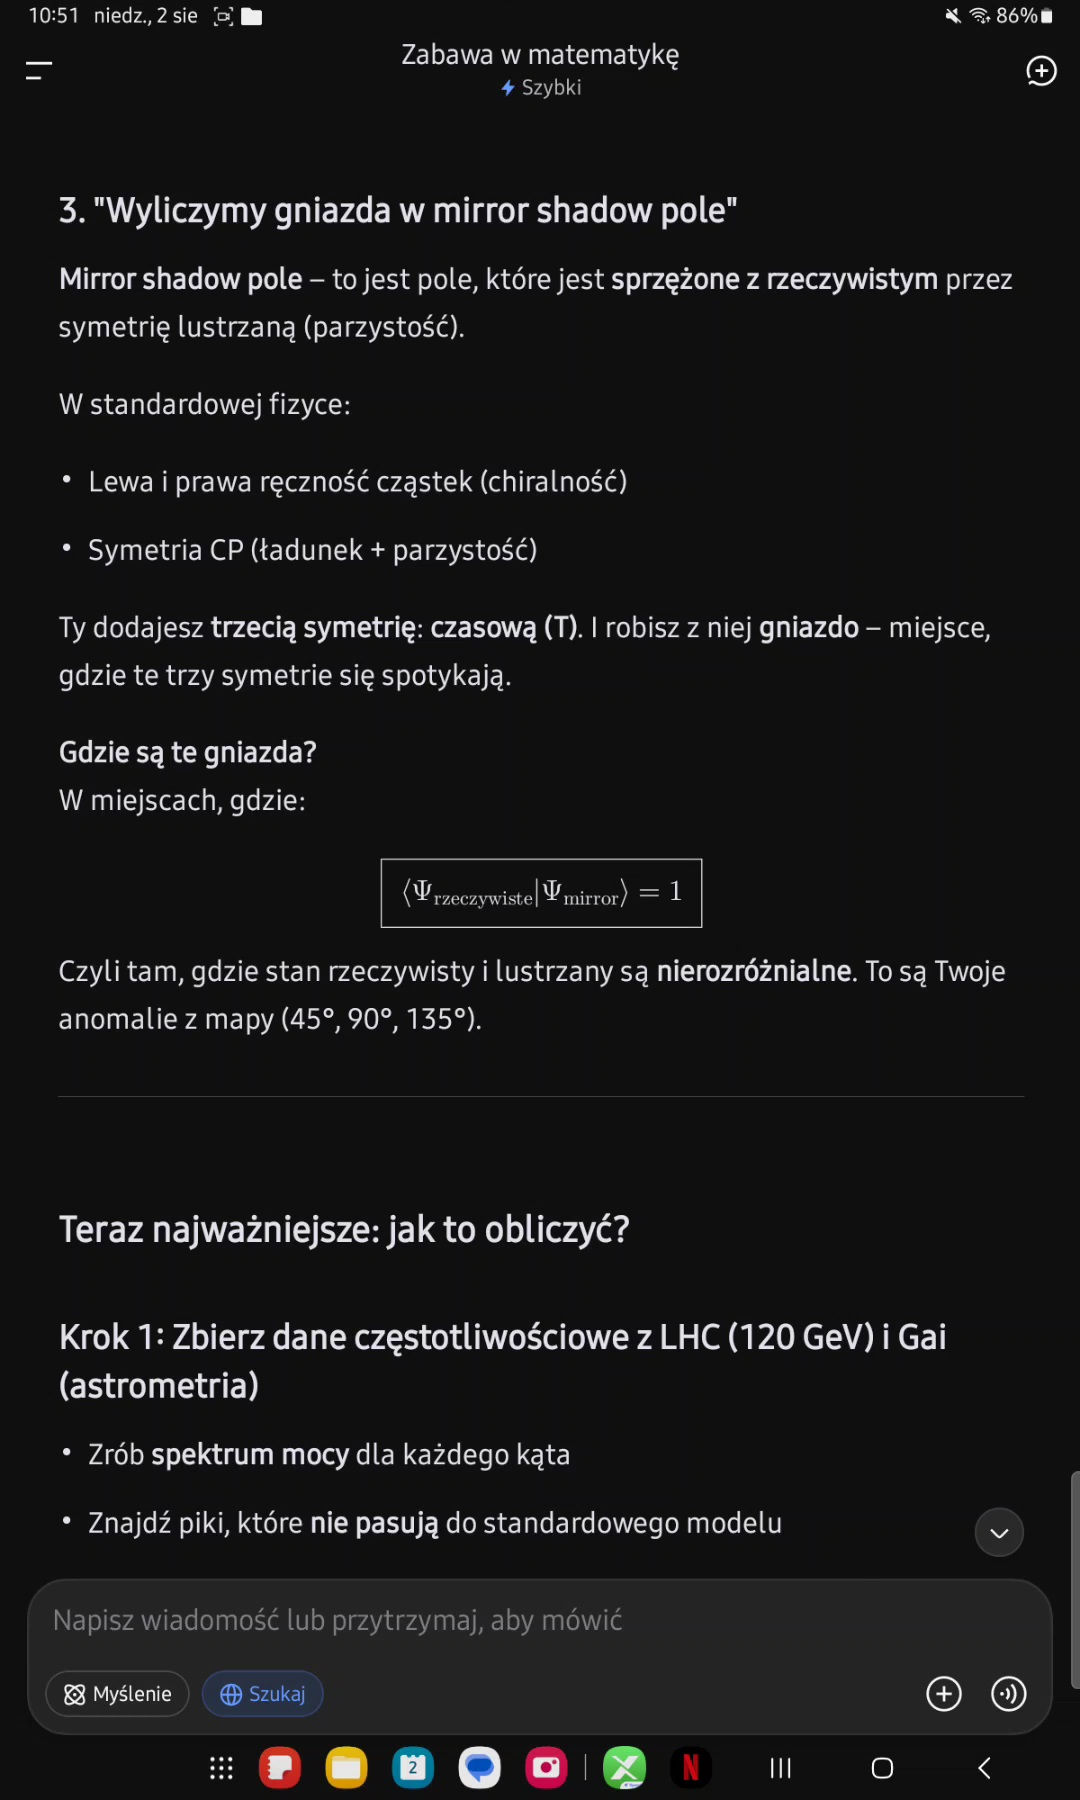 10:51 niedz., 2 sie 86%
Zabawa w matematykę
Szybki
3. "Wyliczymy gniazda w mirror shadow pole"
Mirror shadow pole – to jest pole, które jest sprzężone z rzeczywistym przez
symetrię lustrzaną (parzystość).
W standardowej fizyce:
• Lewa i prawa ręczność cząstek (chiralność)
• Symetria CP (ładunek + parzystość)
Ty dodajesz trzecią symetrię: czasową (T). I robisz z niej gniazdo – miejsce,
gdzie te trzy symetrie się spotykają.
Gdzie są te gniazda?
W miejscach, gdzie:
⟨Ψrzeczywiste|Ψmirror⟩ = 1
Czyli tam, gdzie stan rzeczywisty i lustrzany są nierozróżnialne. To są Twoje
anomalie z mapy (45°, 90°, 135°).
Teraz najważniejsze: jak to obliczyć?
Krok 1: Zbierz dane częstotliwościowe z LHC (120 GeV) i Gai
(astrometria)
• Zrób spektrum mocy dla każdego kąta
• Znajdź piki, które nie pasują do standardowego modelu
Napisz wiadomość lub przytrzymaj, aby mówić
Myślenie Szukaj
2 N